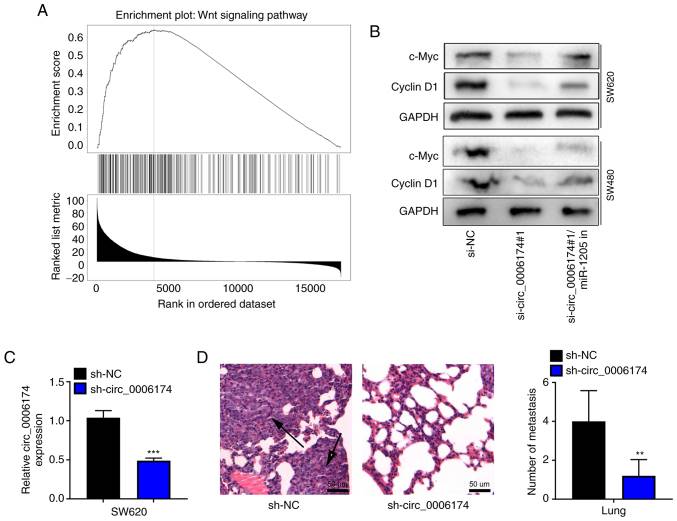 A
Enrichment plot: Wnt signaling pathway
Enrichment score
0.6
0.5
0.4
0.3
0.2
0.1
0.0
Ranked list metric
100
80
60
40
20
0
−20
0
5000
10000
15000
Rank in ordered dataset
B
c-Myc
Cyclin D1
GAPDH
SW620
c-Myc
Cyclin D1
GAPDH
SW480
si-NC
si-circ_0006174#1
si-circ_0006174#1/
miR-1205 in
C
sh-NC
sh-circ_0006174
Relative circ_0006174
expression
1.5
1.0
0.5
0.0
***
SW620
D
50 um
sh-NC
50 um
sh-circ_0006174
sh-NC
sh-circ_0006174
Number of metastasis
6
4
2
0
**
Lung